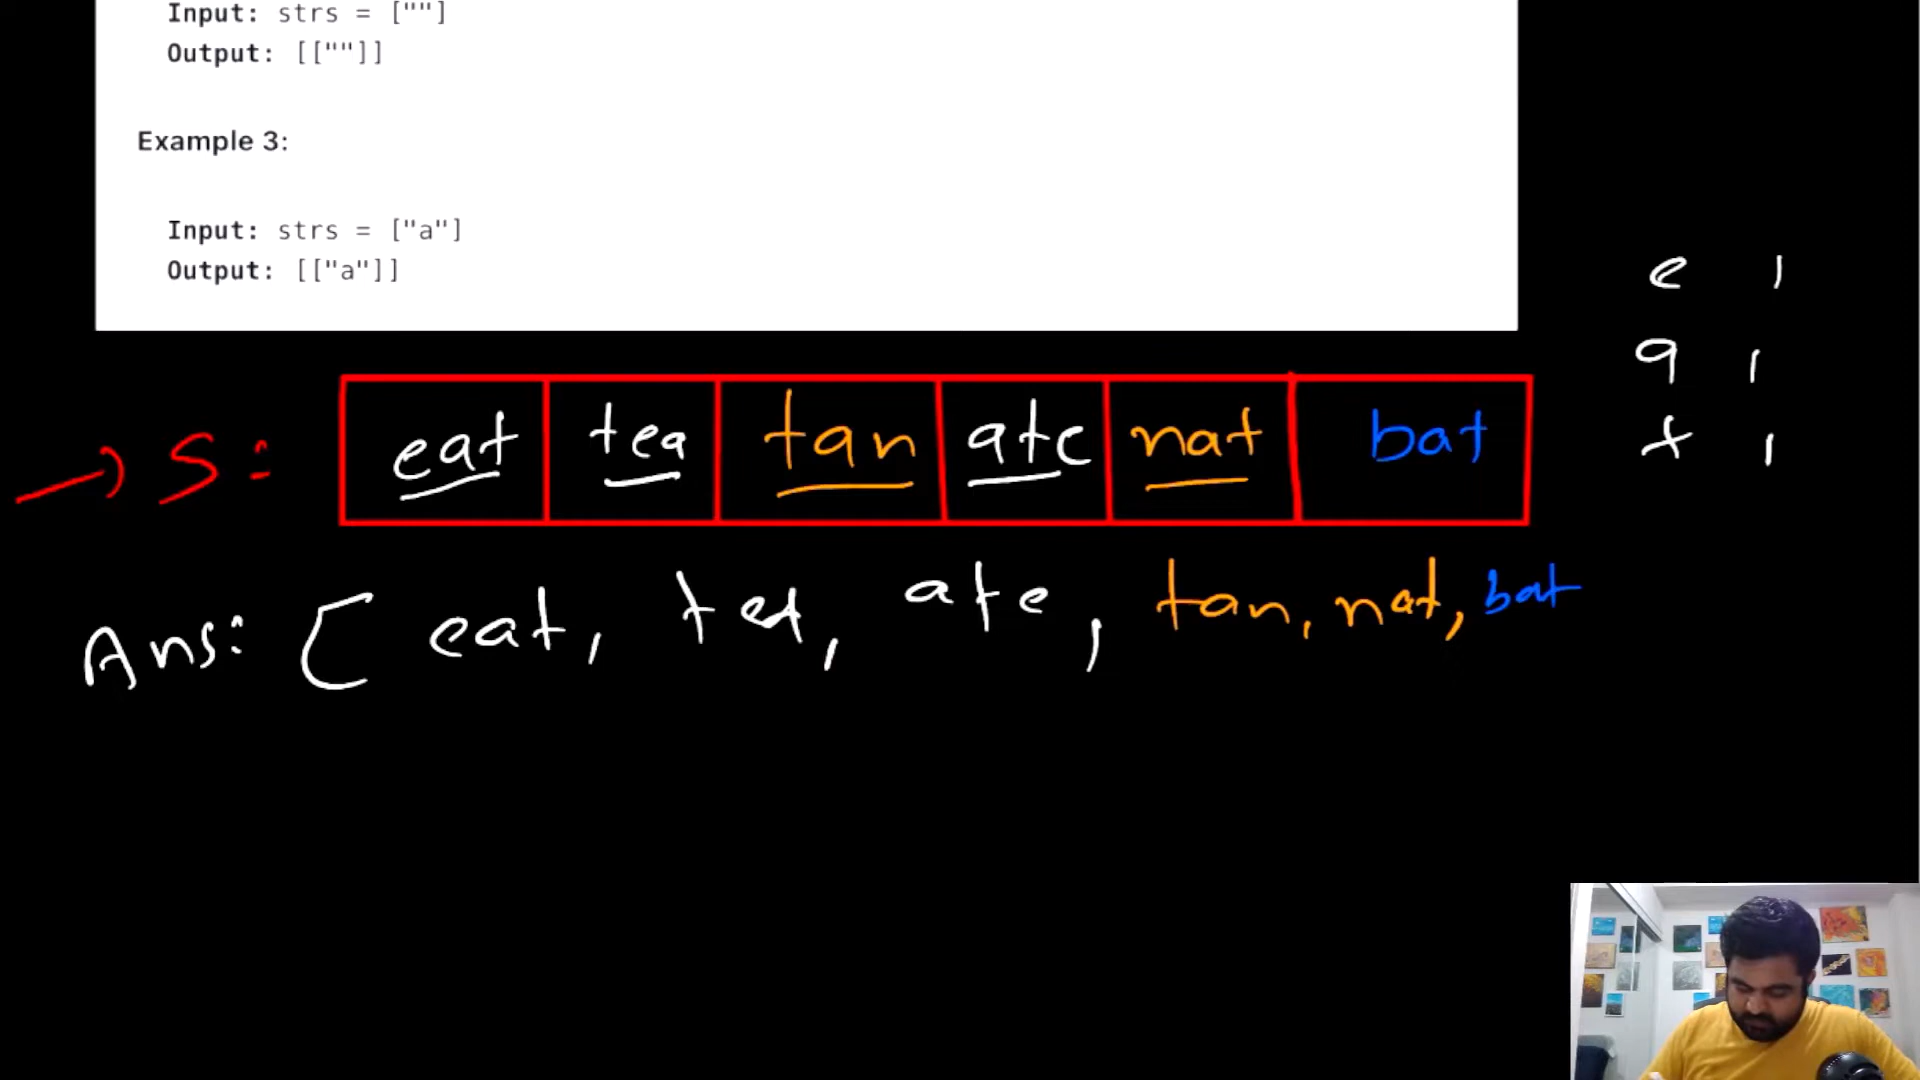 Input: strs = [""]
Output: [[""]]
Example 3:
Input: strs = ["a"]
Output: [["a"]]
e 1
a 1
t 1
→ S: eat tea tan ate nat bat
Ans: [ eat, tea, ate, tan, nat, bat